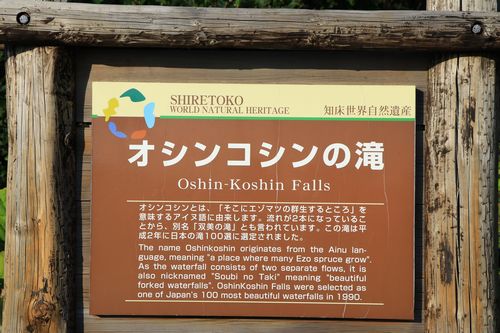 SHIRETOKO
WORLD NATURAL HERITAGE
知床世界自然遺産
オシンコシンの滝
Oshin-Koshin Falls
オシンコシンとは、「そこにエゾマツの群生するところ」を
意味するアイヌ語に由来します。流れが2本になっているこ
とから、別名「双美の滝」とも言われています。この滝は平
成2年に日本の滝100選に選定されました。
The name Oshinkoshin originates from the Ainu lan-
guage, meaning "a place where many Ezo spruce grow".
As the waterfall consists of two separate flows, it is
also nicknamed "Soubi no Taki" meaning "beautiful
forked waterfalls". OshinKoshin Falls were selected as
one of Japan's 100 most beautiful waterfalls in 1990.